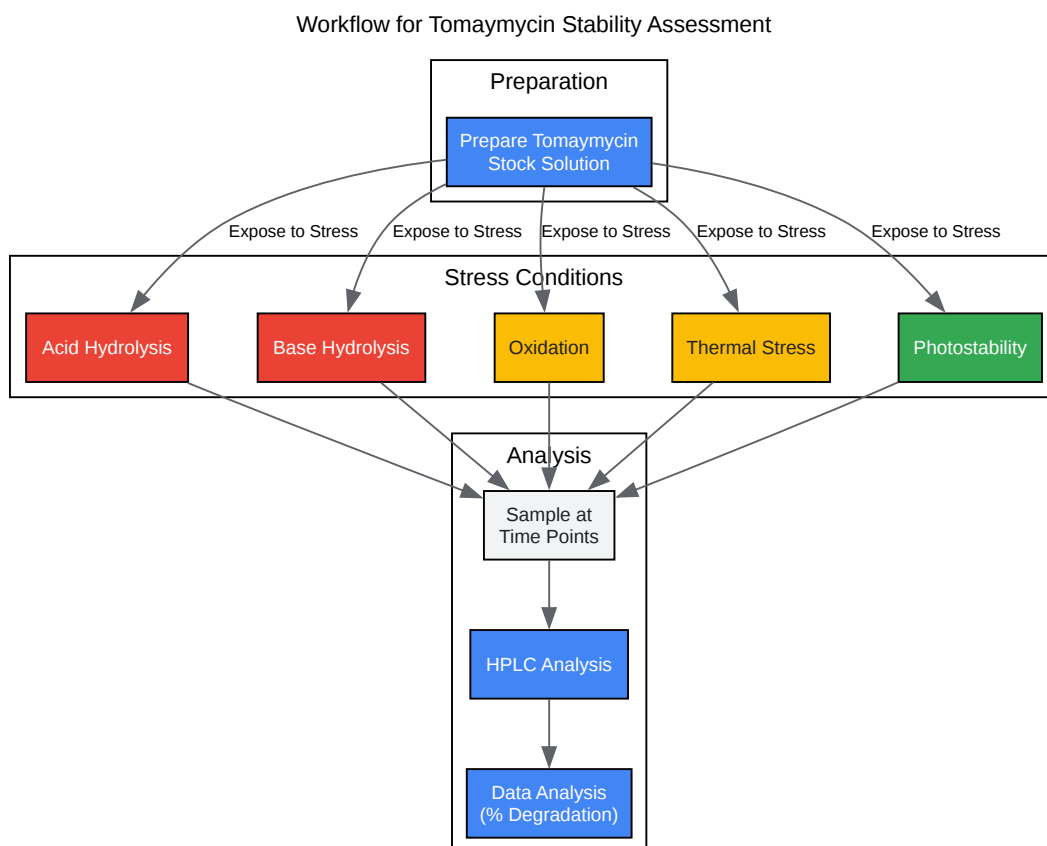 Workflow for Tomaymycin Stability Assessment
Preparation
Prepare Tomaymycin
Stock Solution
Expose to Stress
Expose to Stress
Expose to Stress
Expose to Stress
Expose to Stress
Stress Conditions
Acid Hydrolysis
Base Hydrolysis
Oxidation
Thermal Stress
Photostability
Analysis
Sample at
Time Points
HPLC Analysis
Data Analysis
(% Degradation)